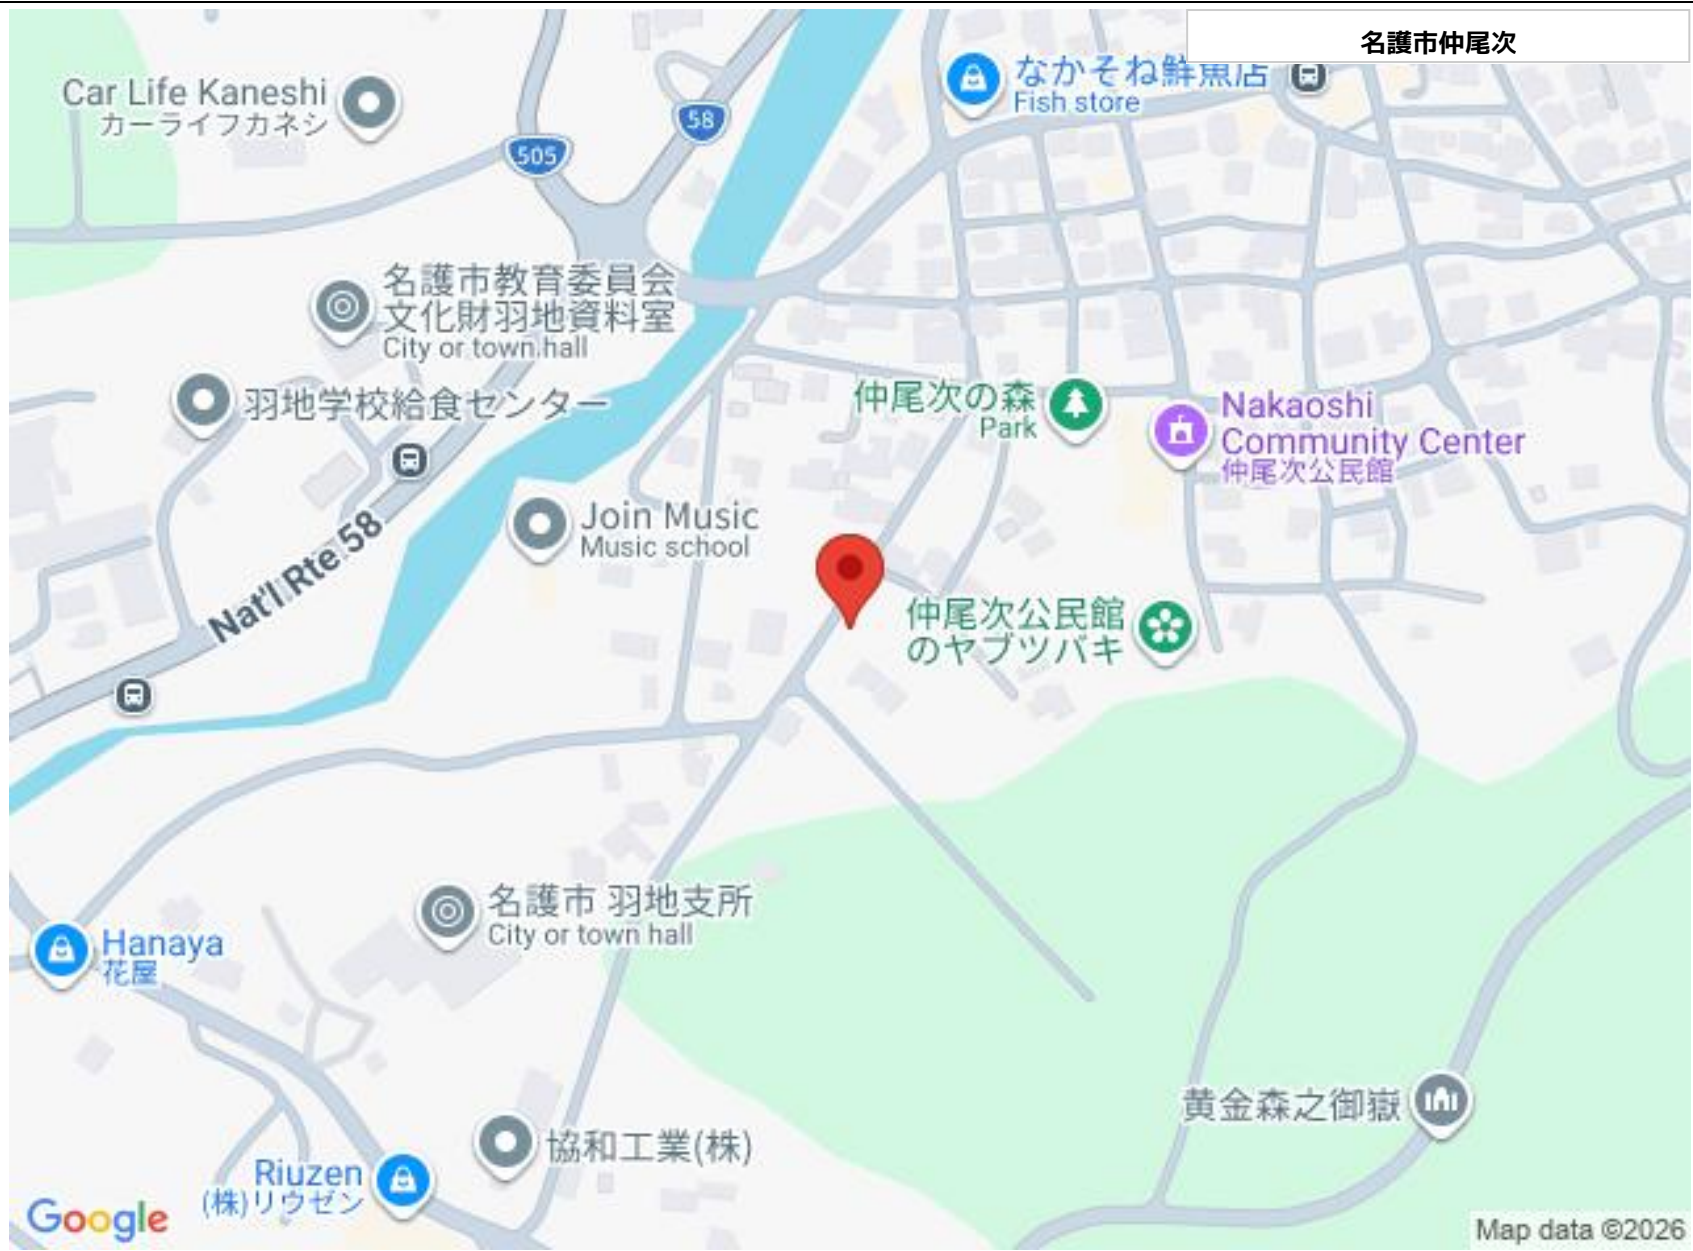 名護市仲尾次
Car Life Kaneshi
カーライフカネシ
なかそね鮮魚店
Fish store
58
505
名護市教育委員会
文化財羽地資料室
City or town hall
羽地学校給食センター
仲尾次の森
Park
Nakaoshi
Community Center
仲尾次公民館
Join Music
Music school
Nat'l Rte 58
仲尾次公民館
のヤブツバキ
名護市 羽地支所
City or town hall
Hanaya
花屋
黄金森之御嶽
協和工業(株)
Riuzen
(株)リウゼン
Google
Map data ©2026